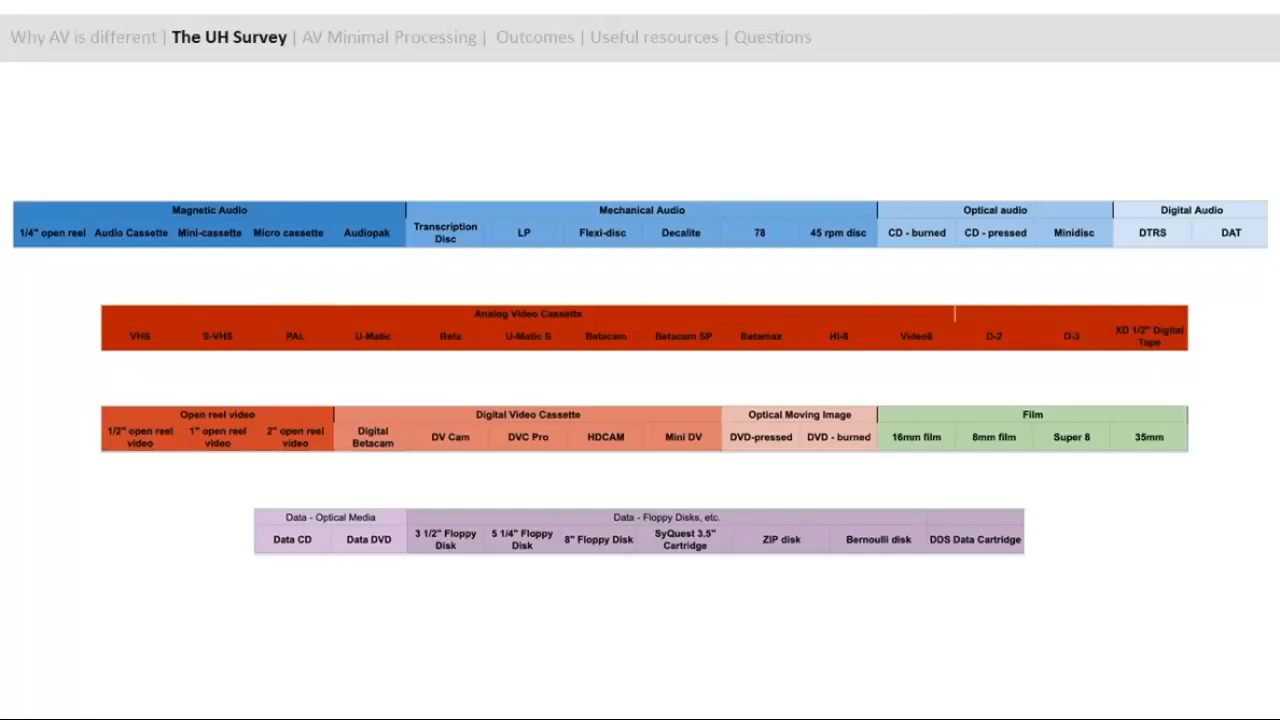 Why AV is different | The UH Survey | AV Minimal Processing | Outcomes | Useful resources | Questions
Magnetic Audio Mechanical Audio Optical audio Digital Audio
1/4" open reel Audio Cassette Mini-cassette Micro cassette Audiopak Transcription Disc LP Flexi-disc Decalite 78 45 rpm disc CD - burned CD - pressed Minidisc DTRS DAT
Analog Video Cassette
VHS S-VHS PAL U-Matic Beta U-Matic S Betacam Betacam SP Betamax Hi-8 Video8 D-2 D-3 XD 1/2" Digital Tape
Open reel video Digital Video Cassette Optical Moving Image Film
1/2" open reel video 1" open reel video 2" open reel video Digital Betacam DV Cam DVC Pro HDCAM Mini DV DVD-pressed DVD - burned 16mm film 8mm film Super 8 35mm
Data - Optical Media Data - Floppy Disks, etc.
Data CD Data DVD 3 1/2" Floppy Disk 5 1/4" Floppy Disk 8" Floppy Disk SyQuest 3.5" Cartridge ZIP disk Bernoulli disk DDS Data Cartridge